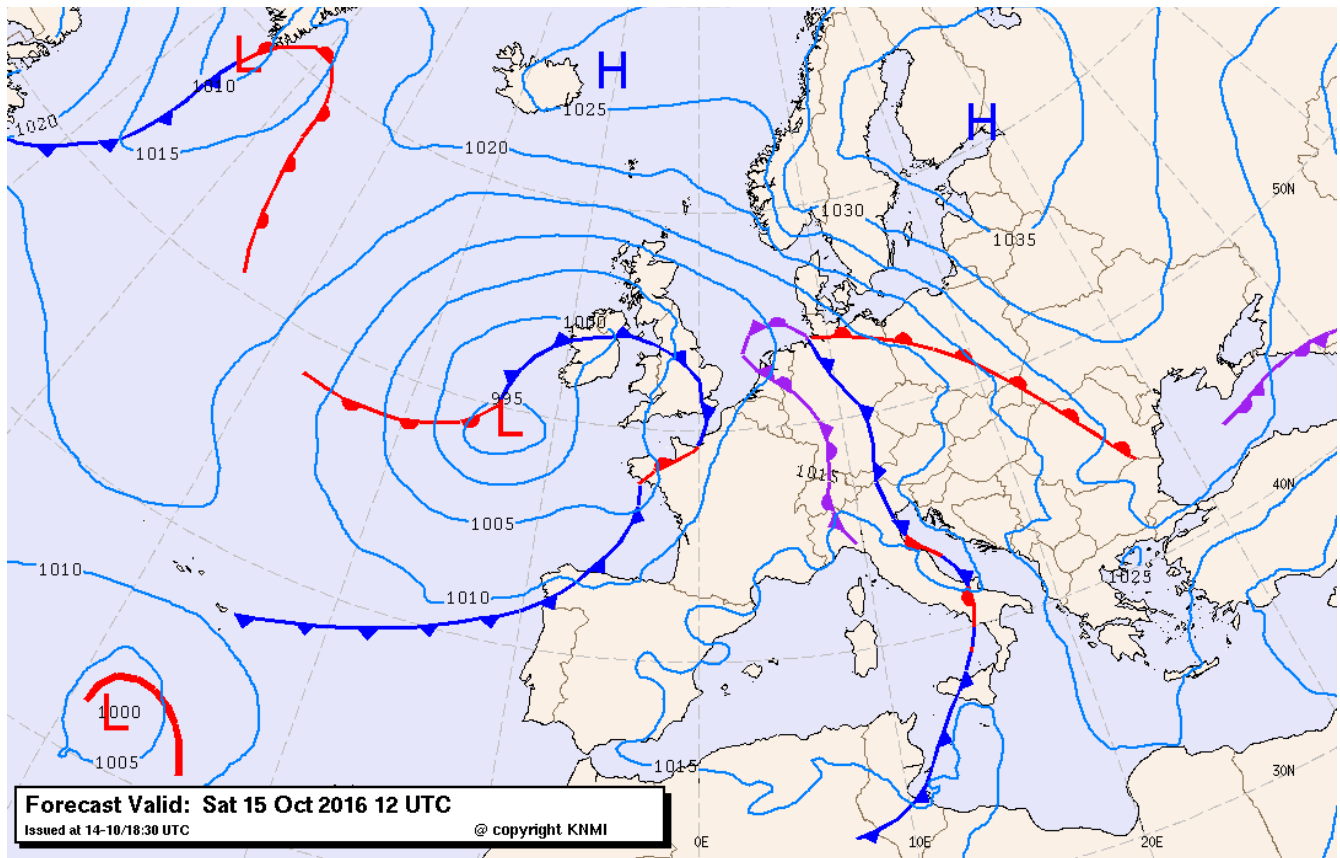 H
L
1010
1025
1020
H
1015
1020
50N
1030
1035
1000
995
L
1015
40N
1005
1010
1025
1010
L
1000
1005
1015
30N
Forecast Valid: Sat 15 Oct 2016 12 UTC
Issued at 14-10/18:30 UTC @ copyright KNMI
0E 10E 20E